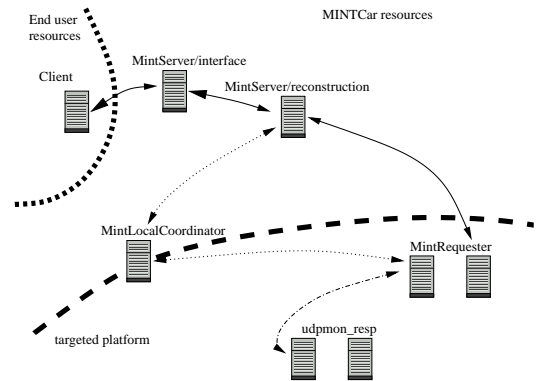 End user
resources
MINTCar resources
Client
MintServer/interface
MintServer/reconstruction
MintLocalCoordinator
MintRequester
udpmon_resp
targeted platform